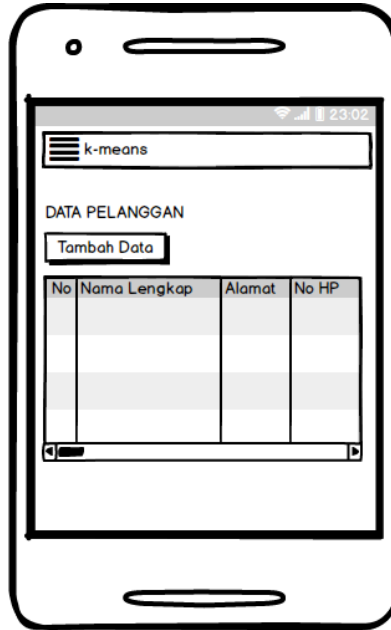 23:02
k-means
DATA PELANGGAN
Tambah Data
No Nama Lengkap Alamat No HP